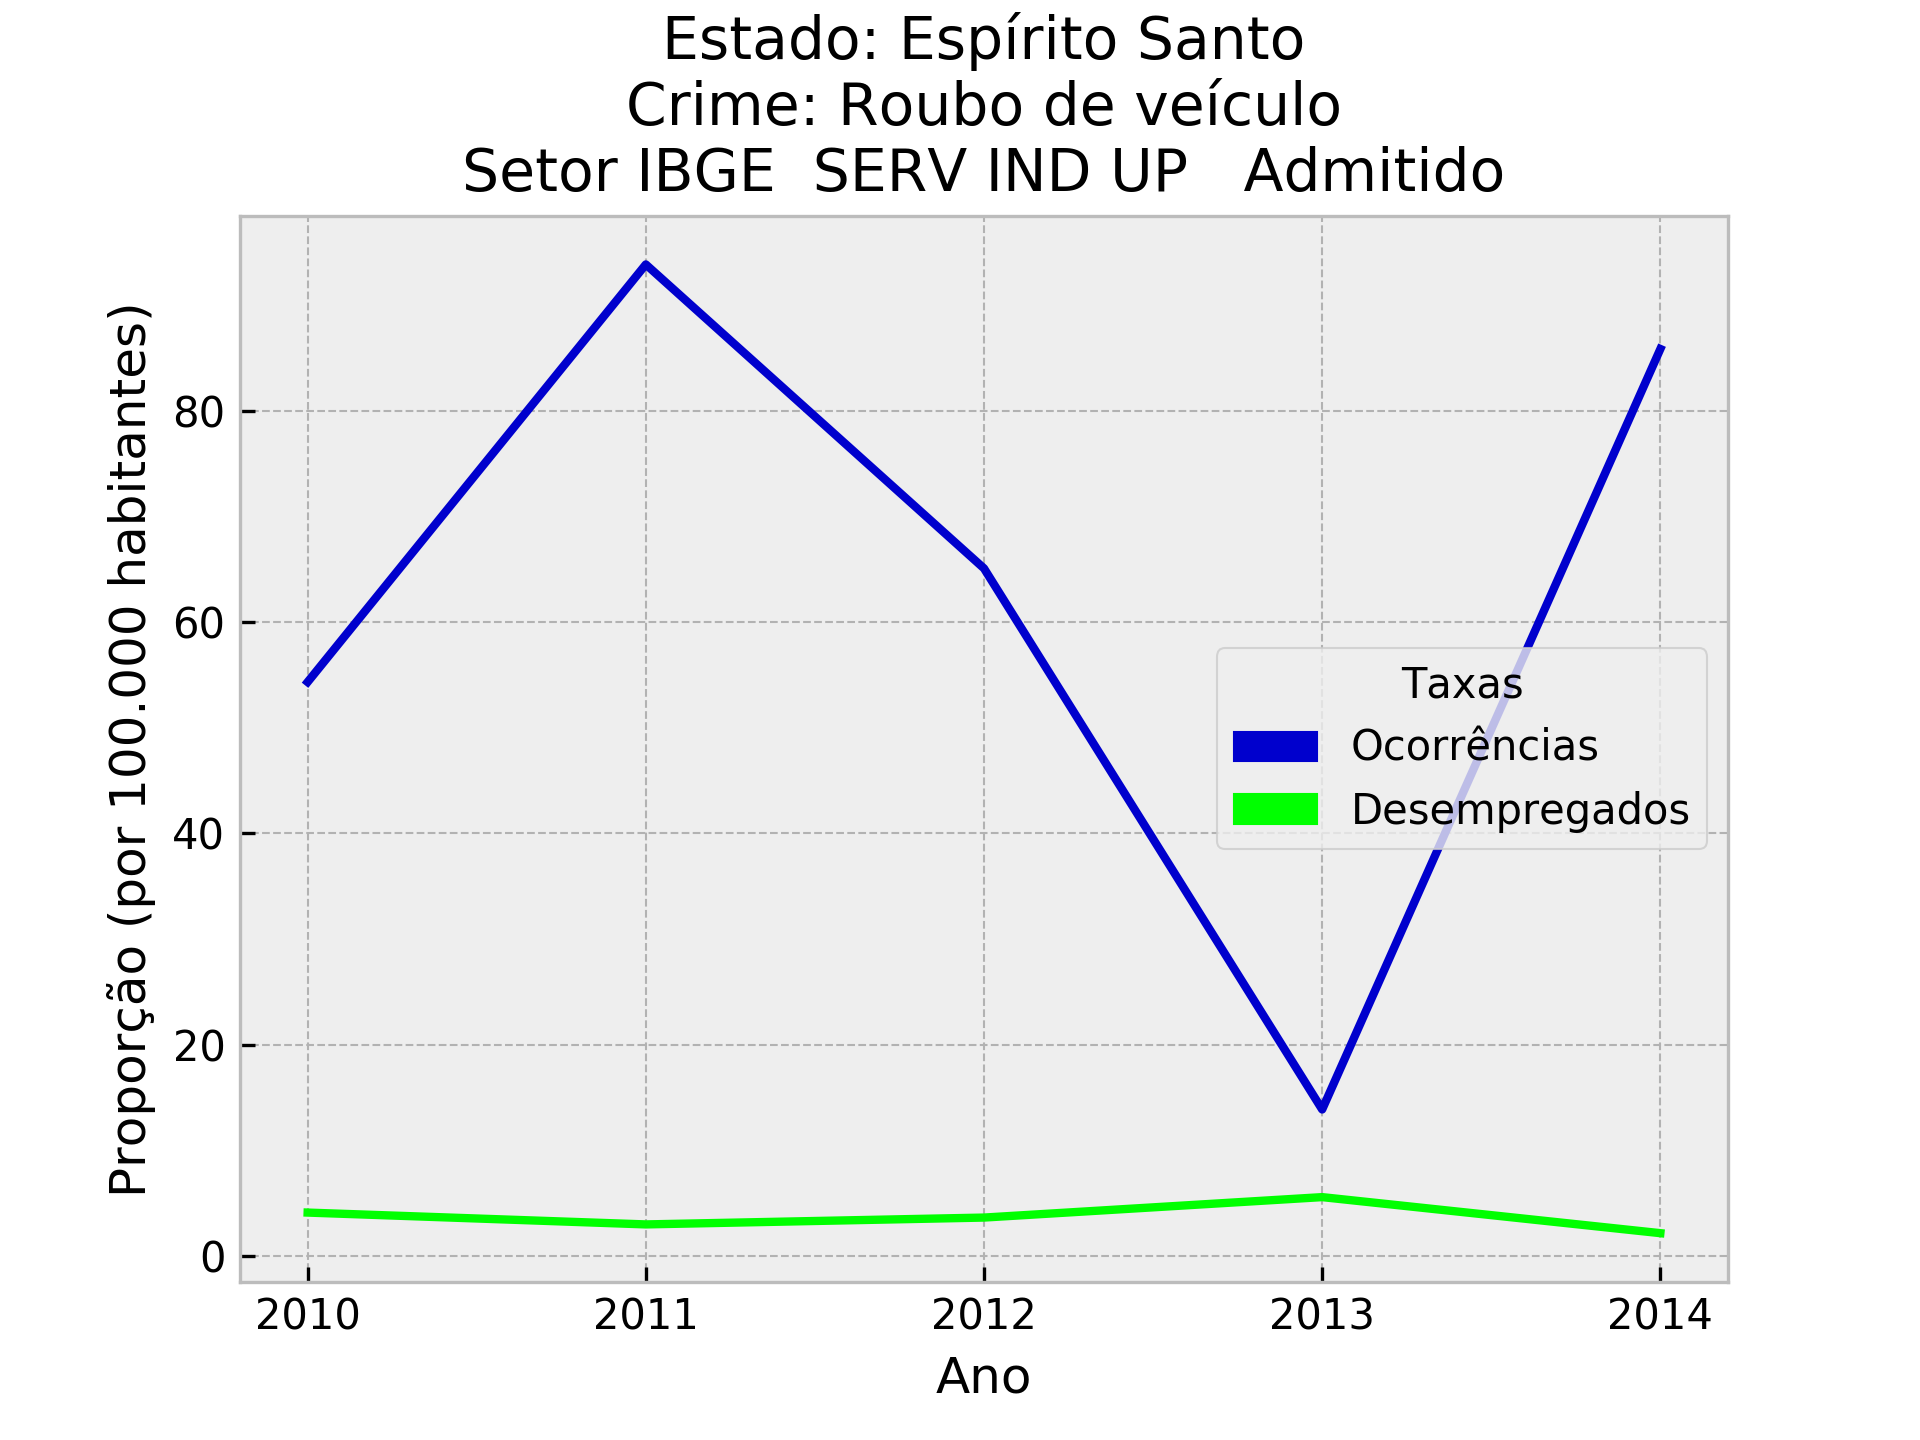 Estado: Espírito Santo
Crime: Roubo de veículo
Setor IBGE  SERV IND UP   Admitido
Proporção (por 100.000 habitantes)
80
60
40
20
0
Taxas
Ocorrências
Desempregados
2010 2011 2012 2013 2014
Ano